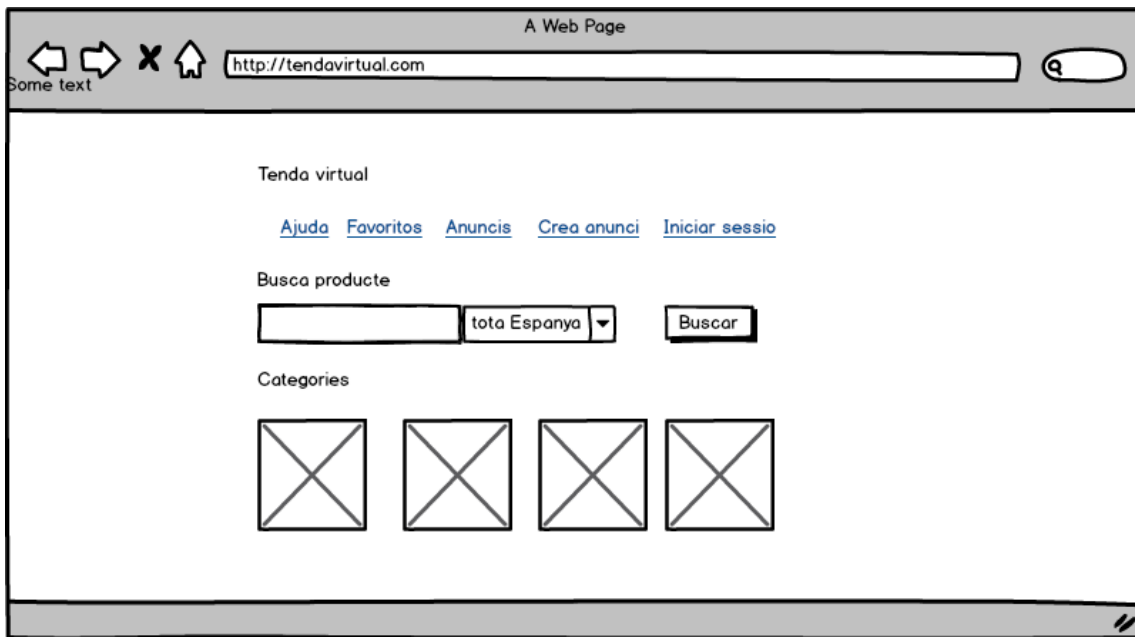 A Web Page
http://tendavirtual.com
Some text
Tenda virtual
Ajuda Favoritos Anuncis Crea anunci Iniciar sessio
Busca producte
tota Espanya Buscar
Categories